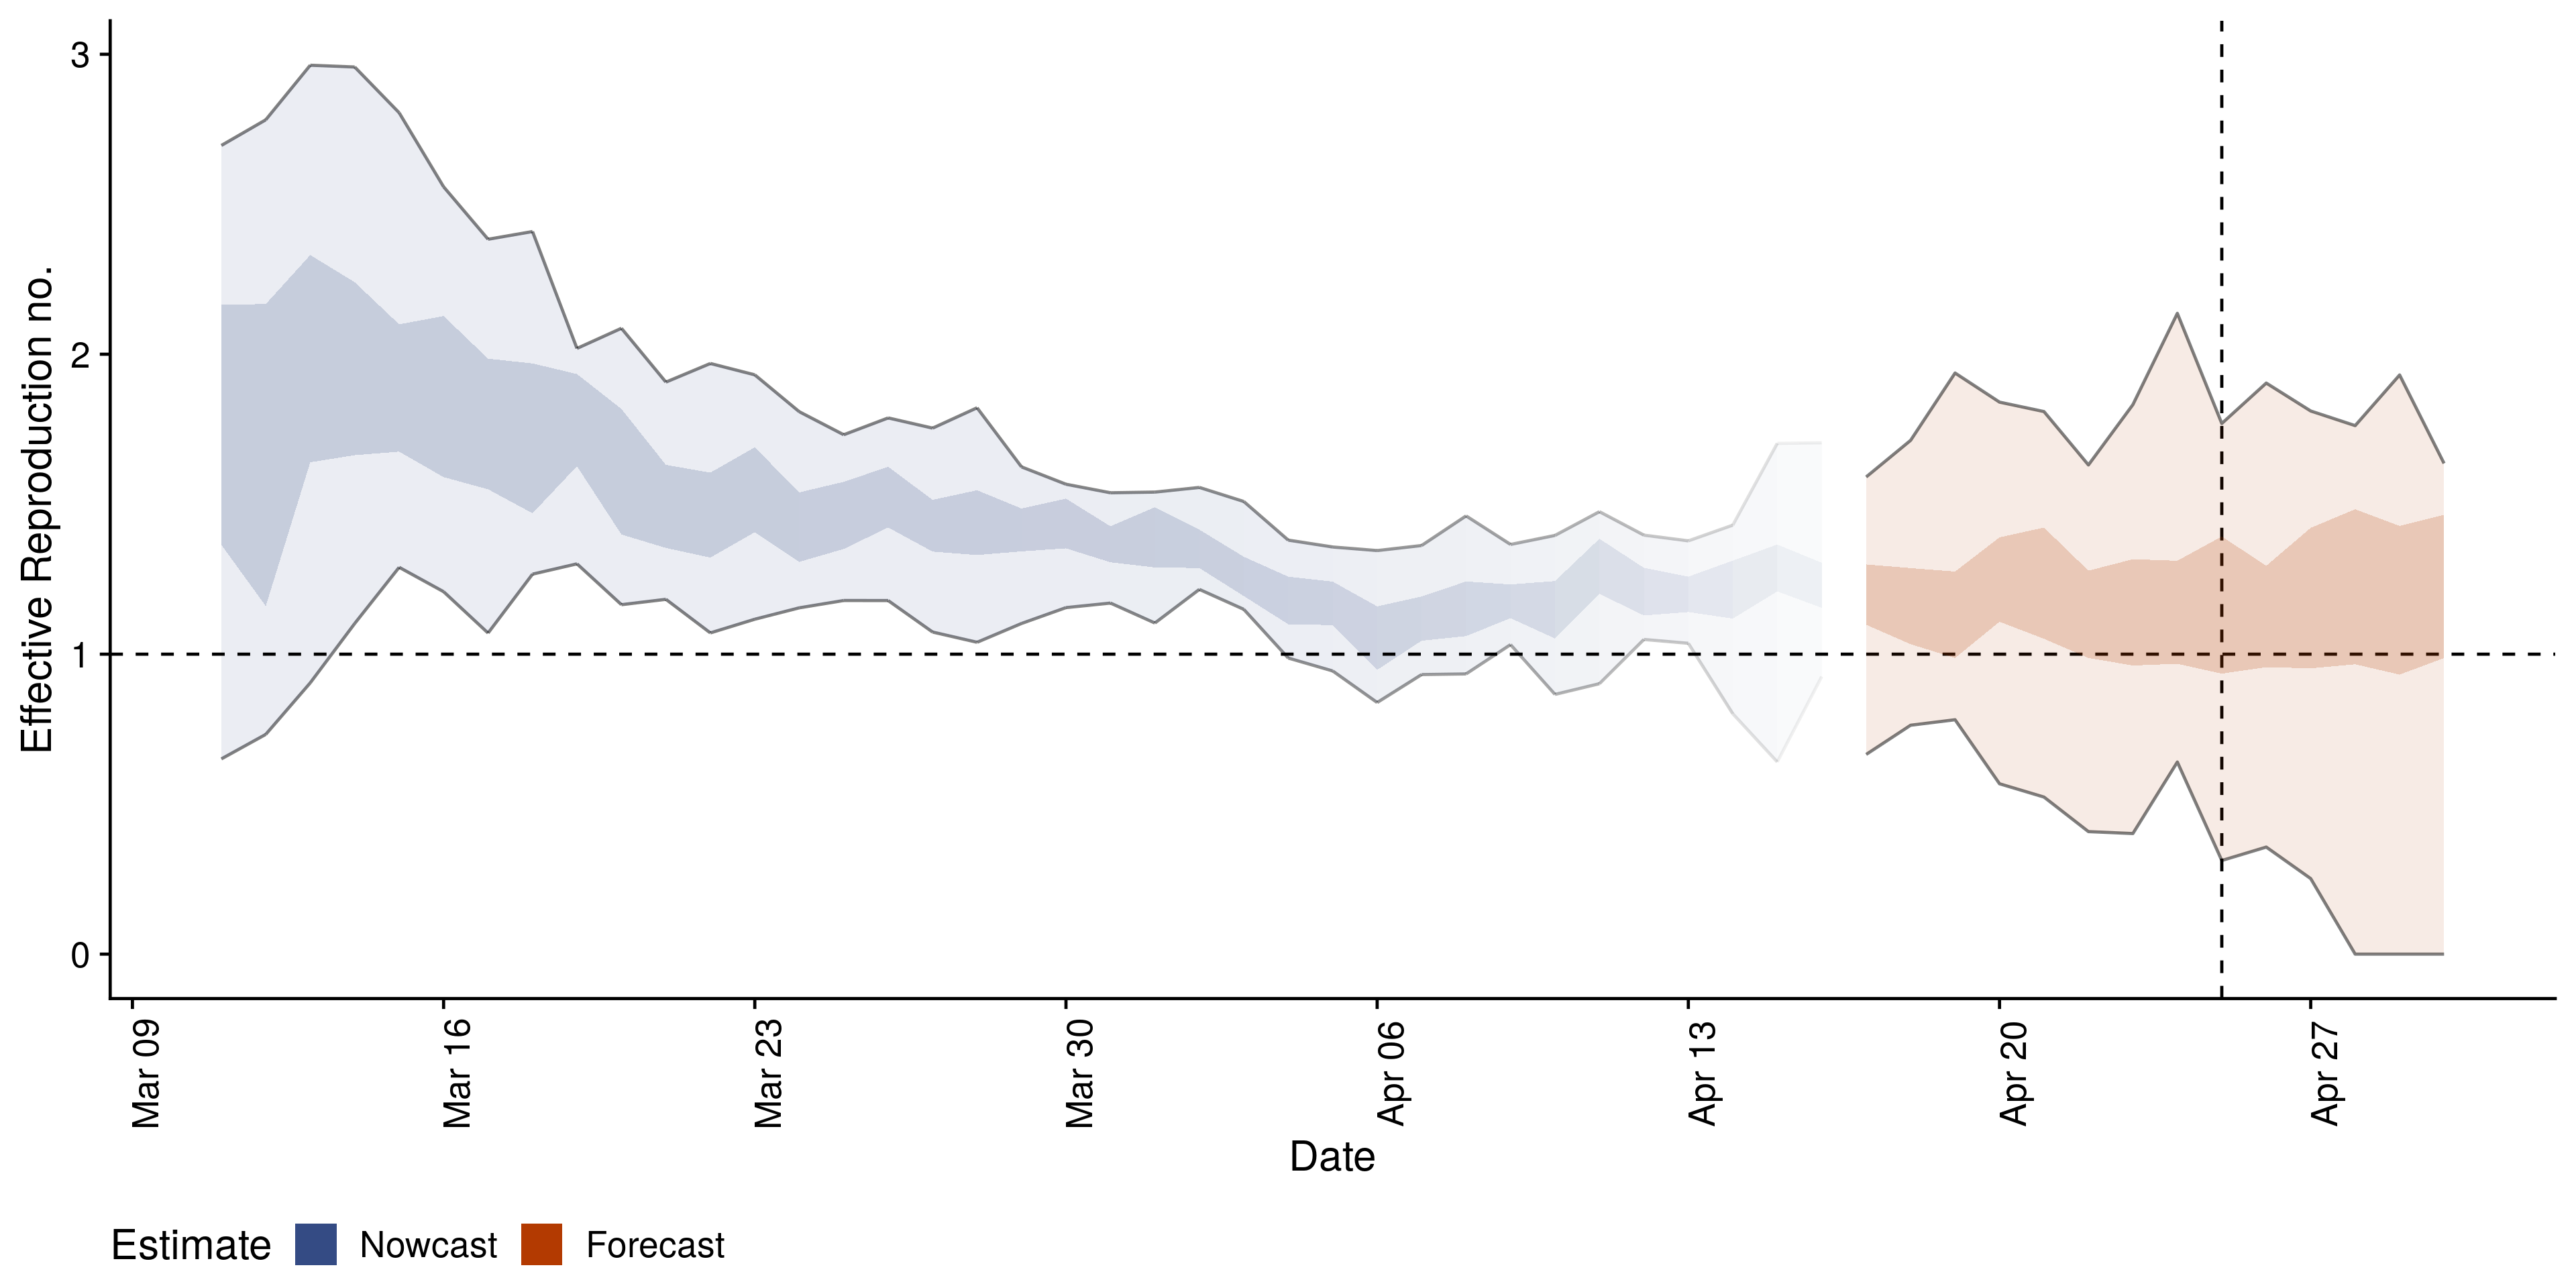 Effective Reproduction no.
3
2
1
0
Mar 09
Mar 16
Mar 23
Mar 30
Apr 06
Apr 13
Apr 20
Apr 27
Date
Estimate Nowcast Forecast